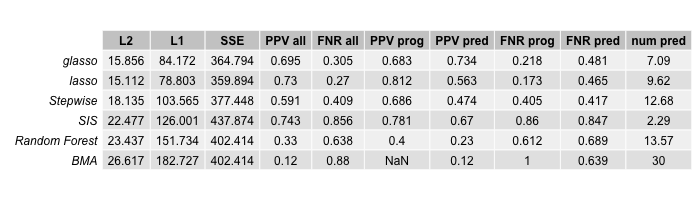 L2 L1 SSE PPV all FNR all PPV prog PPV pred FNR prog FNR pred num pred
glasso 15.856 84.172 364.794 0.695 0.305 0.683 0.734 0.218 0.481 7.09
lasso 15.112 78.803 359.894 0.73 0.27 0.812 0.563 0.173 0.465 9.62
Stepwise 18.135 103.565 377.448 0.591 0.409 0.686 0.474 0.405 0.417 12.68
SIS 22.477 126.001 437.874 0.743 0.856 0.781 0.67 0.86 0.847 2.29
Random Forest 23.437 151.734 402.414 0.33 0.638 0.4 0.23 0.612 0.689 13.57
BMA 26.617 182.727 402.414 0.12 0.88 NaN 0.12 1 0.639 30